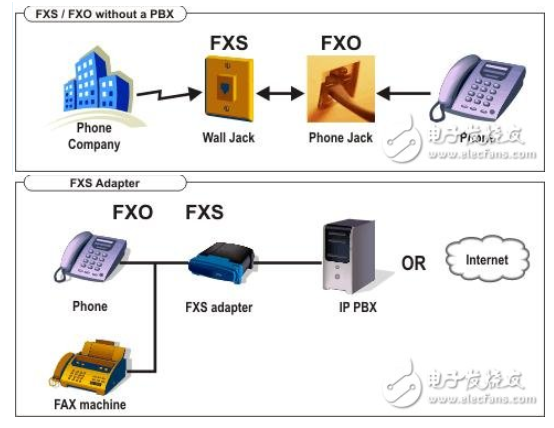 FXS / FXO without a PBX
FXS
FXO
Phone
Company
Wall Jack
Phone Jack
Phone
电子发烧友
www.elecfans.com
FXS Adapter
FXO
FXS
OR
Internet
Phone
FXS adapter
IP PBX
FAX machine
电子发烧友
www.elecfans.com